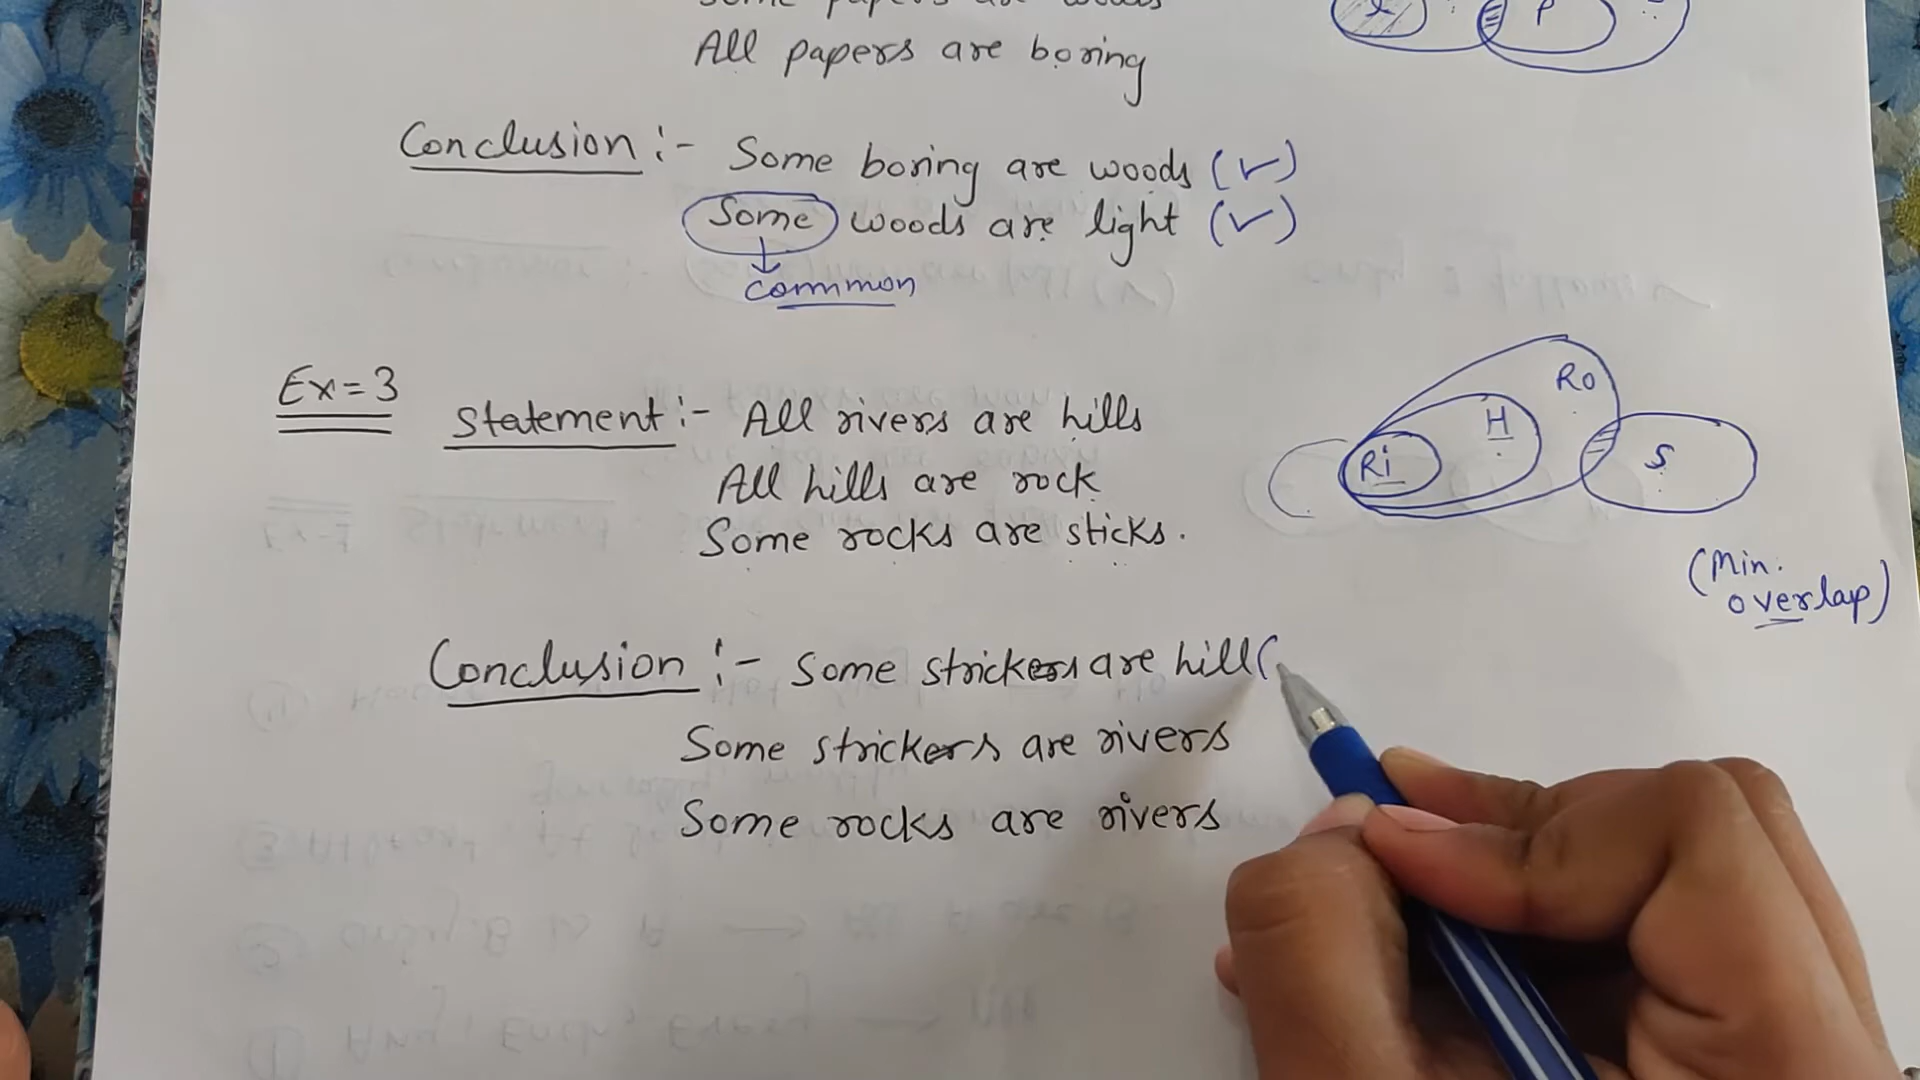 All papers are boring
P
Conclusion :- Some boring are woods (✓)
Some woods are light (✓)
common
Ex=3
Statement :- All rivers are hills
All hills are rock
Some rocks are sticks.
Ro
H
Ri
S
(Min. overlap)
Conclusion :- Some strickers are hill (
Some strickers are rivers
Some rocks are rivers